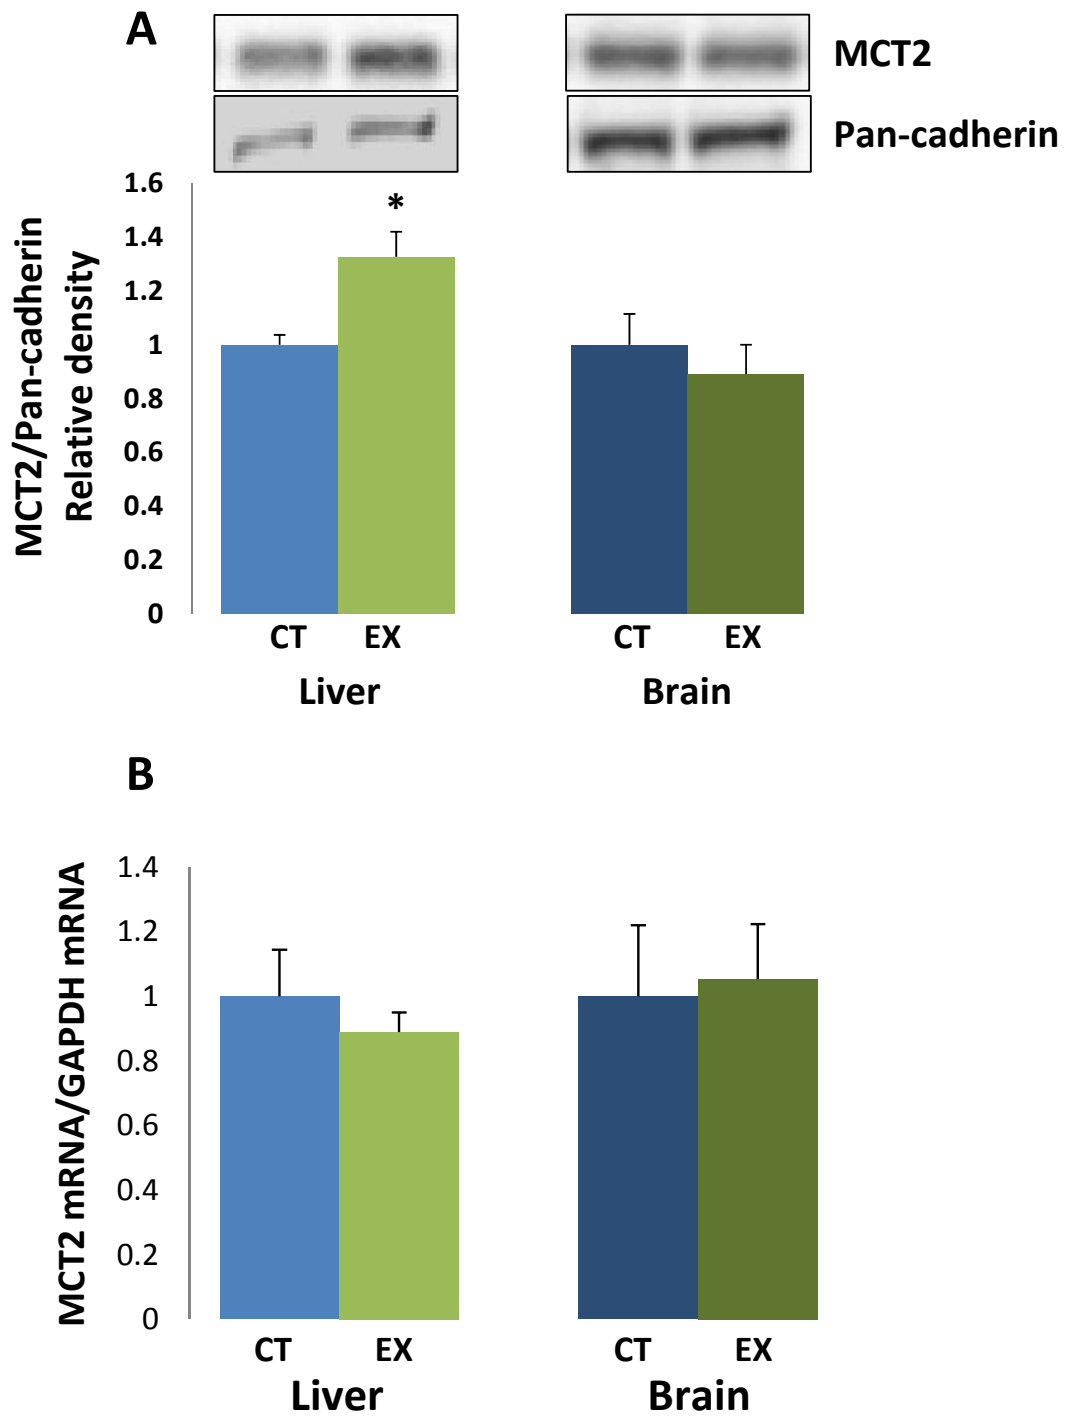 A
MCT2
Pan-cadherin
MCT2/Pan-cadherin
Relative density
1.6
*
1.4
1.2
1
0.8
0.6
0.4
0.2
0
CT EX CT EX
Liver Brain
B
MCT2 mRNA/GAPDH mRNA
1.4
1.2
1
0.8
0.6
0.4
0.2
0
CT EX CT EX
Liver Brain